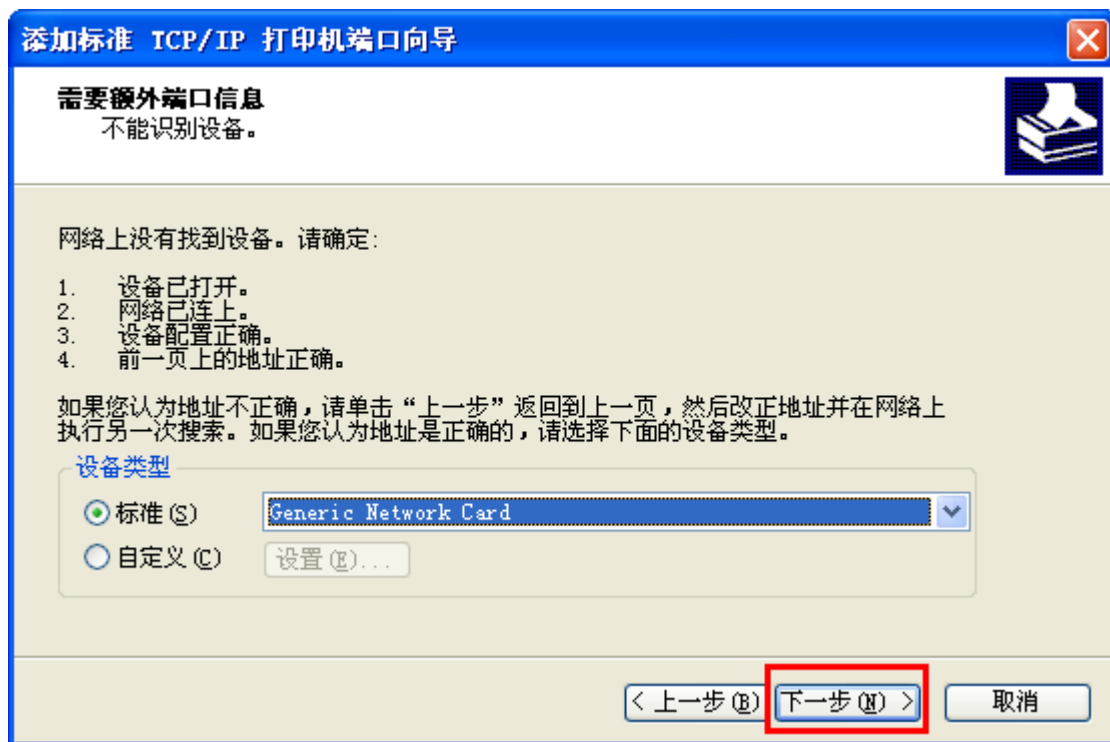 添加标准 TCP/IP 打印机端口向导
需要额外端口信息
不能识别设备。
网络上没有找到设备。请确定:
1. 设备已打开。
2. 网络已连上。
3. 设备配置正确。
4. 前一页上的地址正确。
如果您认为地址不正确，请单击“上一步”返回到上一页，然后改正地址并在网络上
执行另一次搜索。如果您认为地址是正确的，请选择下面的设备类型。
设备类型
标准(S) Generic Network Card
自定义(C) 设置(E)...
< 上一步(B) 下一步(N) > 取消